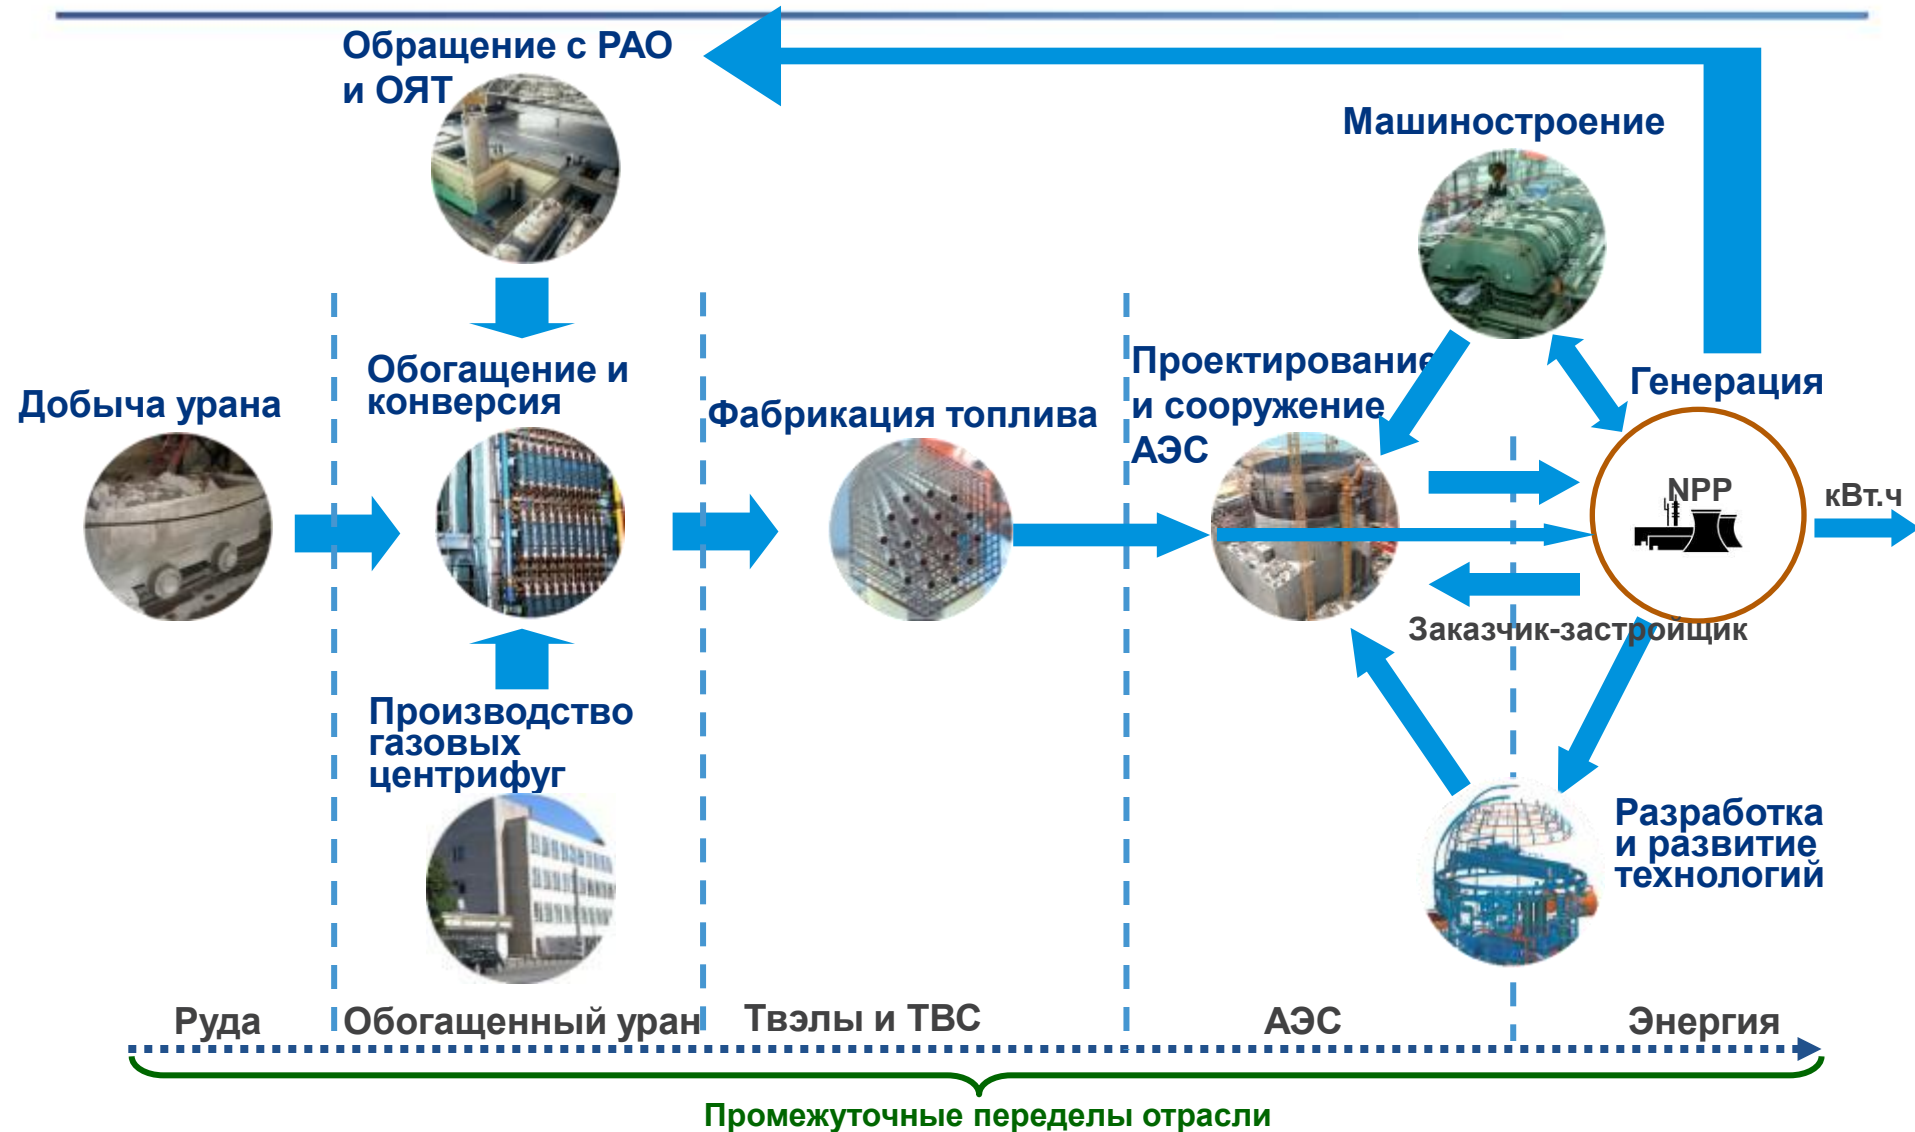 Обращение с РАО
и ОЯТ
Машиностроение
Добыча урана
Обогащение и
конверсия
Фабрикация топлива
Проектирование
и сооружение
АЭС
Генерация
NPP
кВт.ч
Заказчик-застройщик
Производство
газовых
центрифуг
Разработка
и развитие
технологий
Руда
Обогащенный уран
Твэлы и ТВС
АЭС
Энергия
Промежуточные переделы отрасли